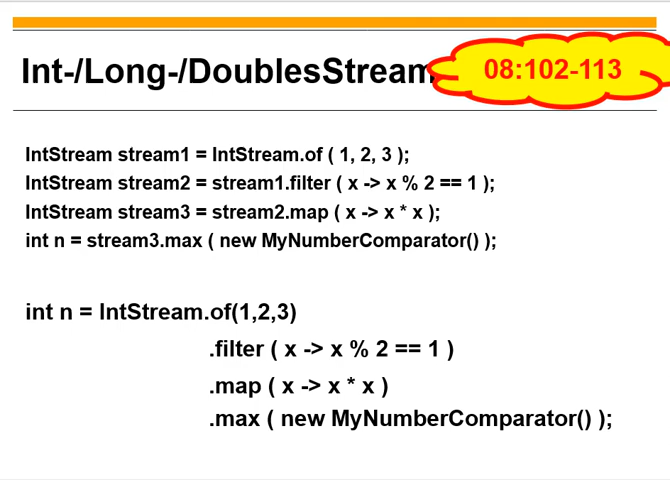 Int-/Long-/DoublesStream
08:102-113
IntStream stream1 = IntStream.of ( 1, 2, 3 );
IntStream stream2 = stream1.filter ( x -> x % 2 == 1 );
IntStream stream3 = stream2.map ( x -> x * x );
int n = stream3.max ( new MyNumberComparator() );
int n = IntStream.of(1,2,3)
.filter ( x -> x % 2 == 1 )
.map ( x -> x * x )
.max ( new MyNumberComparator() );